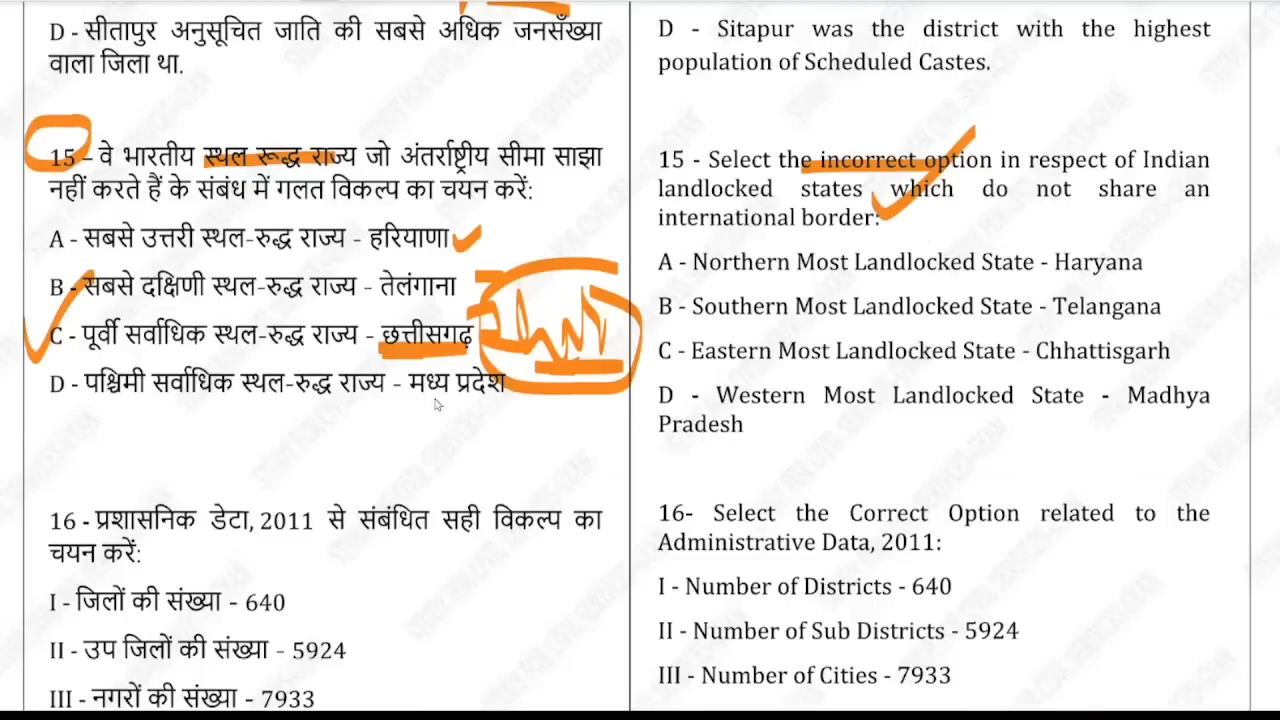 D - सीतापुर अनुसूचित जाति की सबसे अधिक जनसँख्या
वाला जिला था.
15 – वे भारतीय स्थल रूद्ध राज्य जो अंतर्राष्ट्रीय सीमा साझा
नहीं करते हैं के संबंध में गलत विकल्प का चयन करें:
A - सबसे उत्तरी स्थल-रुद्ध राज्य - हरियाणा
B - सबसे दक्षिणी स्थल-रुद्ध राज्य - तेलंगाना
C - पूर्वी सर्वाधिक स्थल-रुद्ध राज्य - छत्तीसगढ़
D - पश्चिमी सर्वाधिक स्थल-रुद्ध राज्य - मध्य प्रदेश
16 - प्रशासनिक डेटा, 2011 से संबंधित सही विकल्प का
चयन करें:
I - जिलों की संख्या - 640
II - उप जिलों की संख्या - 5924
III - नगरों की संख्या - 7933
D - Sitapur was the district with the highest
population of Scheduled Castes.
15 - Select the incorrect option in respect of Indian
landlocked states which do not share an
international border:
A - Northern Most Landlocked State - Haryana
B - Southern Most Landlocked State - Telangana
C - Eastern Most Landlocked State - Chhattisgarh
D - Western Most Landlocked State - Madhya
Pradesh
16- Select the Correct Option related to the
Administrative Data, 2011:
I - Number of Districts - 640
II - Number of Sub Districts - 5924
III - Number of Cities - 7933